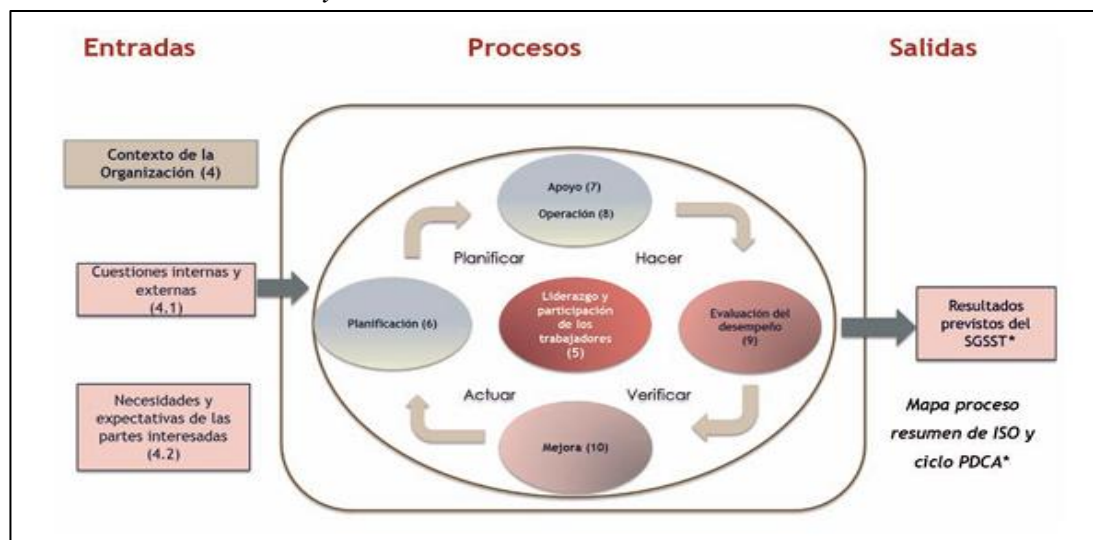 y
Entradas
Procesos
Salidas
Contexto de la
Organización (4)
Cuestiones internas y
externas
(4.1)
Necesidades y
expectativas de las
partes interesadas
(4.2)
Apoyo (7)
Operación (8)
Planificar
Hacer
Planificación (6)
Liderazgo y
participación
de los
trabajadores
(5)
Evaluación del
desempeño
(9)
Actuar
Verificar
Mejora (10)
Resultados
previstos del
SGSST*
Mapa proceso
resumen de ISO y
ciclo PDCA*